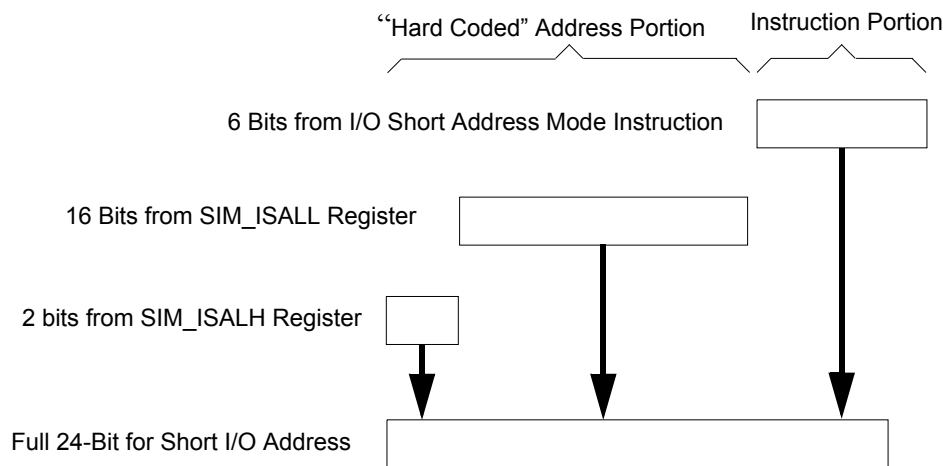 “Hard Coded” Address Portion
Instruction Portion
6 Bits from I/O Short Address Mode Instruction
16 Bits from SIM_ISALL Register
2 bits from SIM_ISALH Register
Full 24-Bit for Short I/O Address